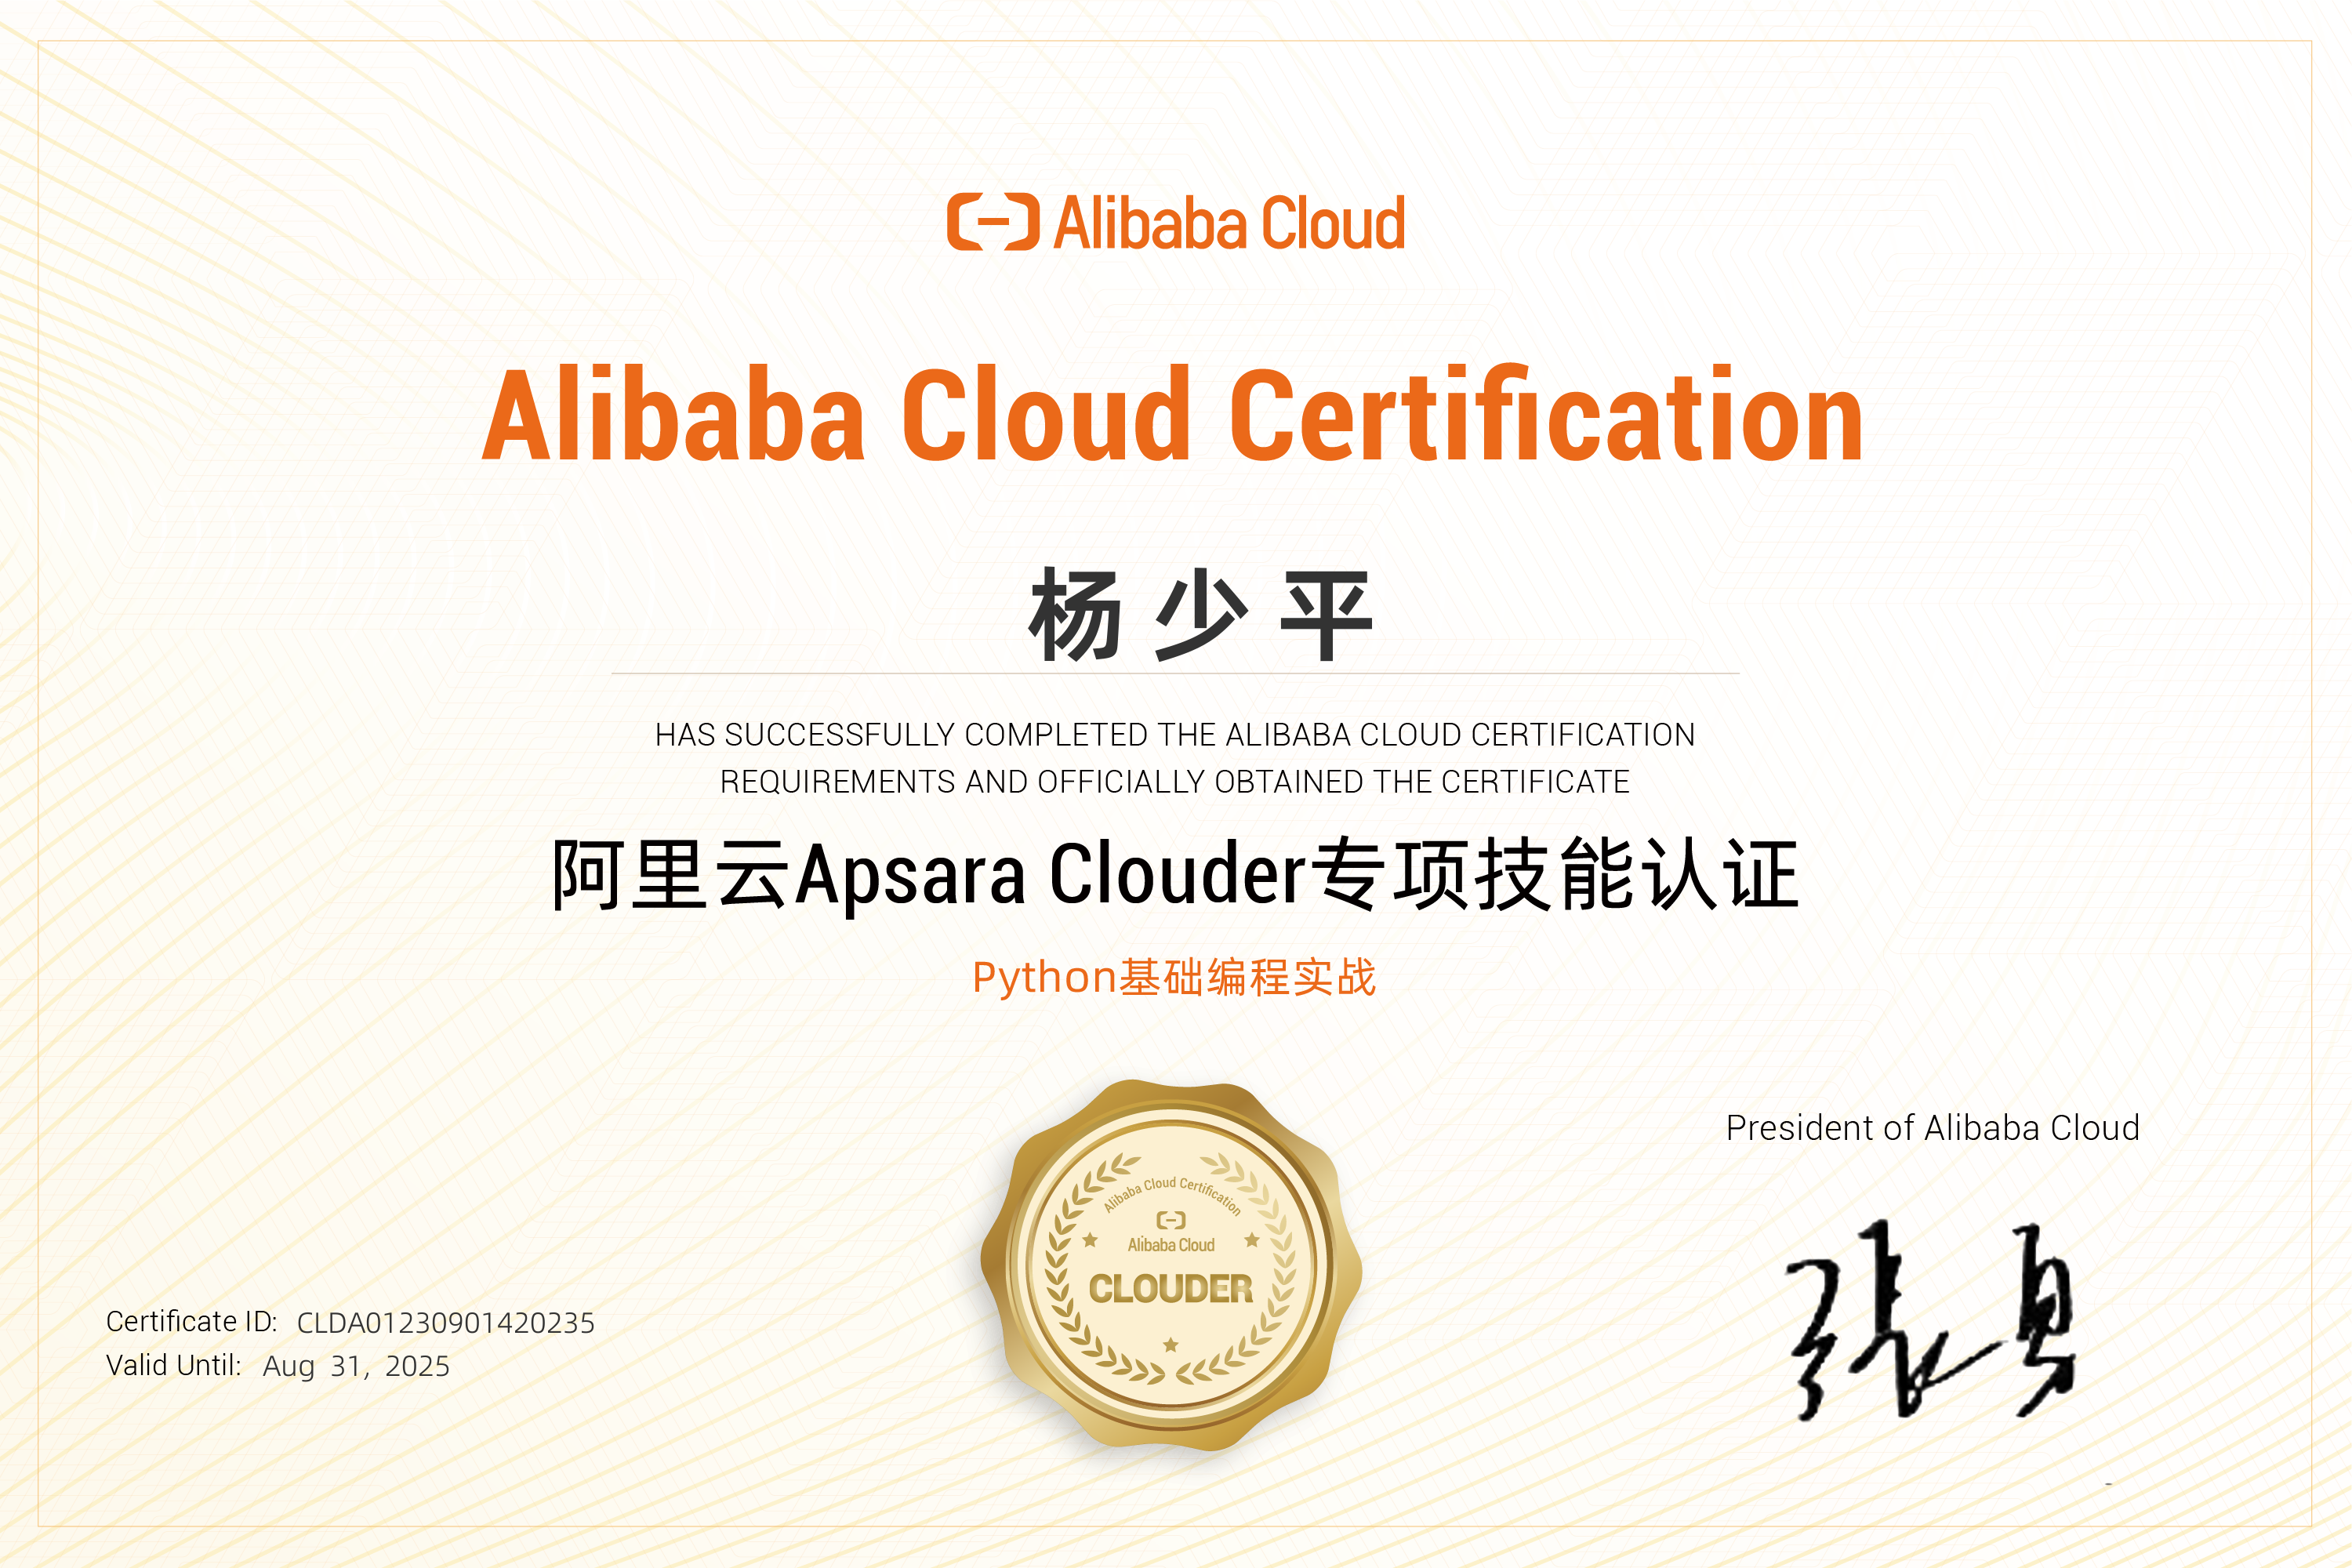 Alibaba Cloud
Alibaba Cloud Certification
杨少平
HAS SUCCESSFULLY COMPLETED THE ALIBABA CLOUD CERTIFICATION
REQUIREMENTS AND OFFICIALLY OBTAINED THE CERTIFICATE
阿里云Apsara Clouder专项技能认证
Python基础编程实战
Alibaba Cloud Certification
Alibaba Cloud
CLOUDER
President of Alibaba Cloud
Certificate ID: CLDA01230901420235
Valid Until: Aug 31, 2025